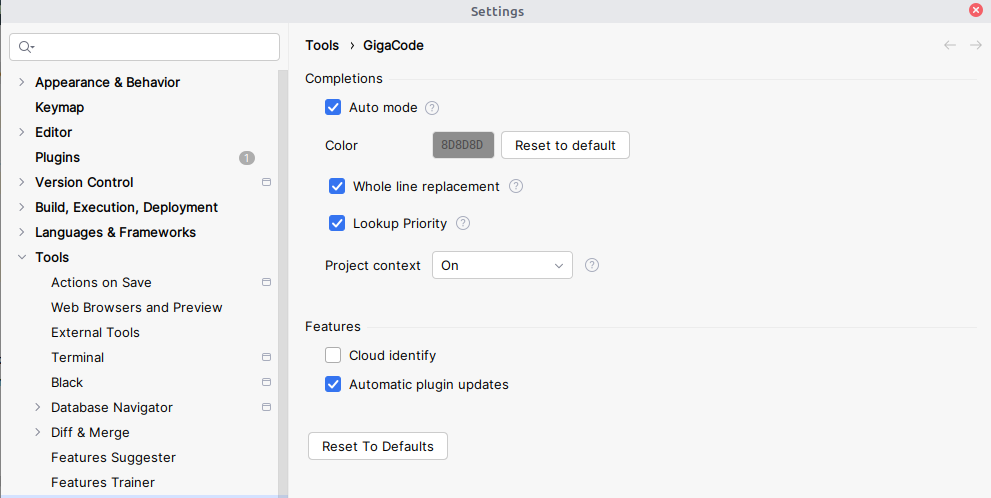 Settings
Appearance & Behavior
Keymap
Editor
Plugins 1
Version Control
Build, Execution, Deployment
Languages & Frameworks
Tools
Actions on Save
Web Browsers and Preview
External Tools
Terminal
Black
Database Navigator
Diff & Merge
Features Suggester
Features Trainer
Tools › GigaCode
Completions
Auto mode ?
Color 8D8D8D Reset to default
Whole line replacement ?
Lookup Priority ?
Project context On ?
Features
Cloud identify
Automatic plugin updates
Reset To Defaults